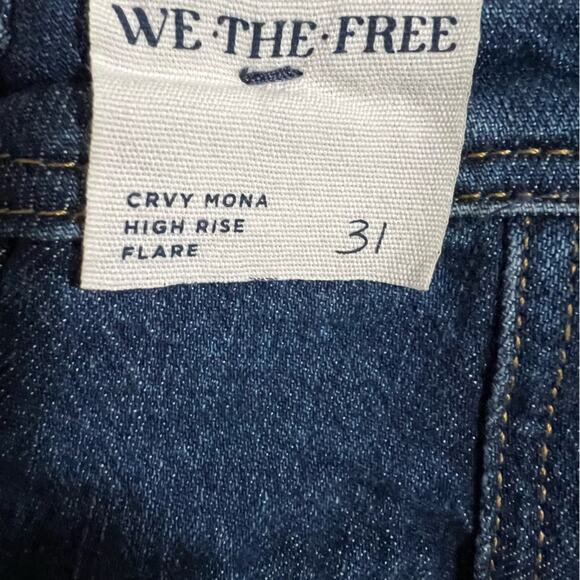 WE·THE·FREE
CRVY MONA
HIGH RISE
FLARE
31